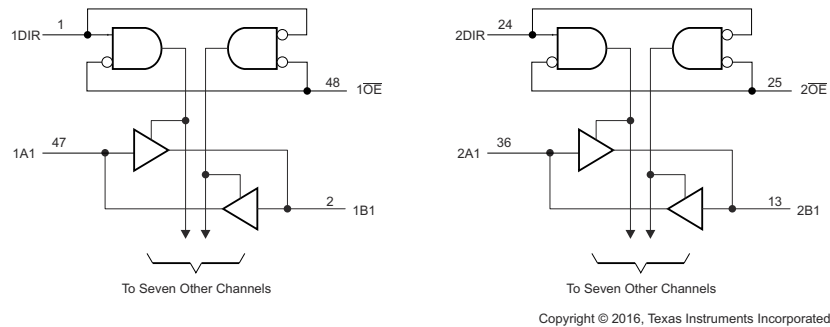 1DIR
1
48
1OE
1A1
47
2
1B1
To Seven Other Channels
2DIR
24
25
2OE
2A1
36
13
2B1
To Seven Other Channels
Copyright © 2016, Texas Instruments Incorporated